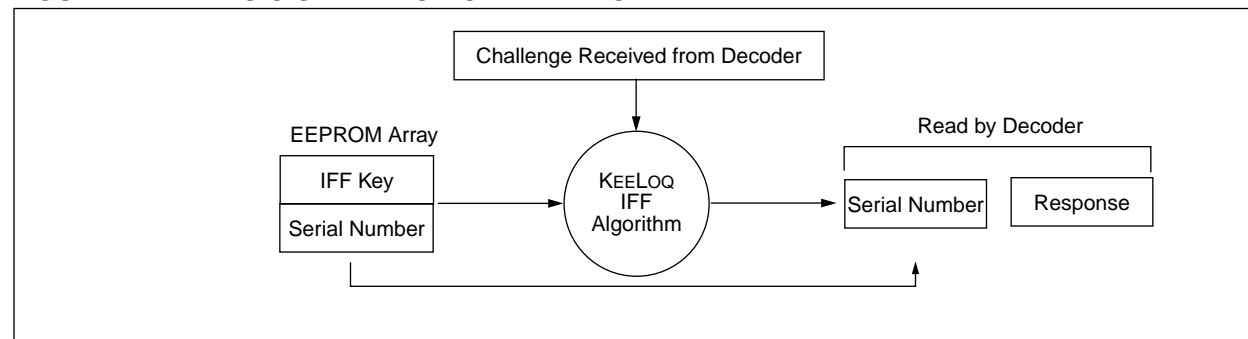 Challenge Received from Decoder
EEPROM Array
IFF Key
Serial Number
KEELOQ
IFF
Algorithm
Read by Decoder
Serial Number
Response